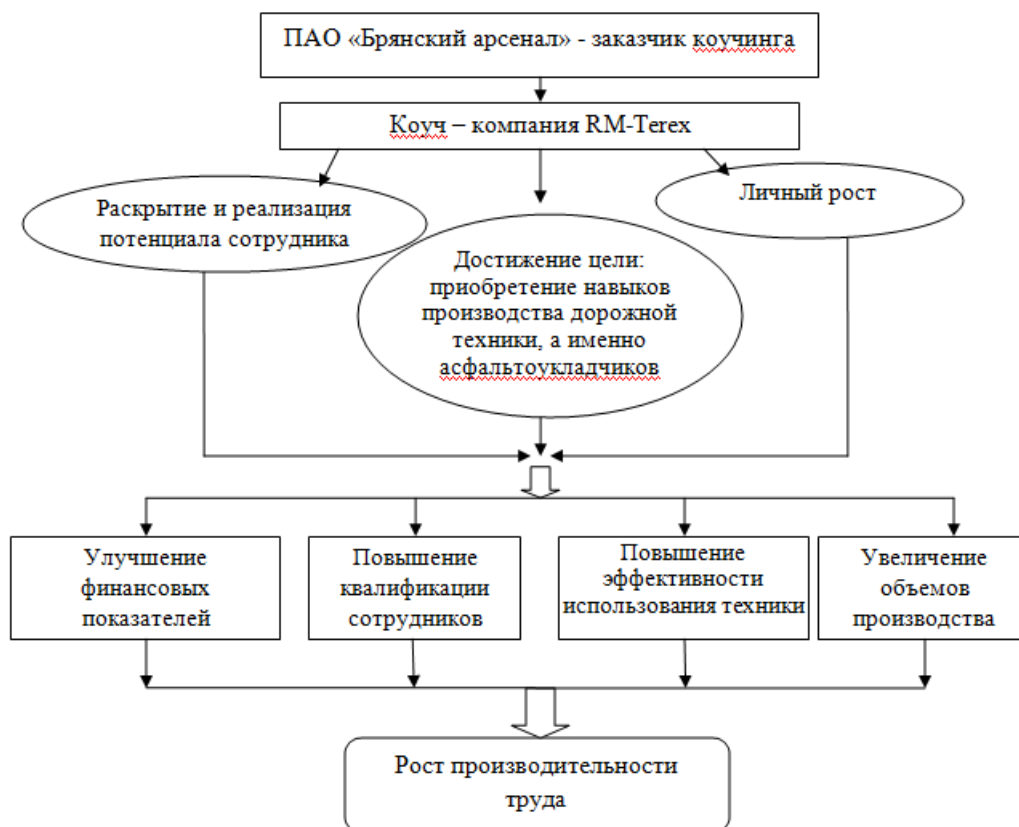 ПАО «Брянский арсенал» - заказчик коучинга
Коуч – компания RM-Terex
Раскрытие и реализация
потенциала сотрудника
Достижение цели:
приобретение навыков
производства дорожной
техники, а именно
асфальтоукладчиков
Личный рост
Улучшение
финансовых
показателей
Повышение
квалификации
сотрудников
Повышение
эффективности
использования техники
Увеличение
объемов
производства
Рост производительности
труда